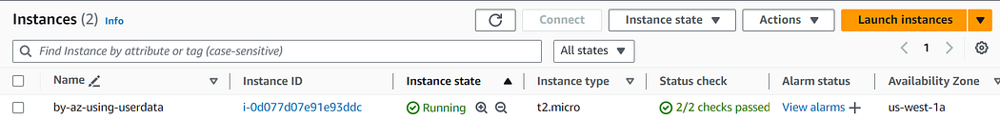 Instances (2) Info Connect Instance state Actions Launch instances
Find Instance by attribute or tag (case-sensitive) All states 1
Name Instance ID Instance state Instance type Status check Alarm status Availability Zone
by-az-using-userdata i-0d077d07e91e93ddc Running t2.micro 2/2 checks passed View alarms us-west-1a